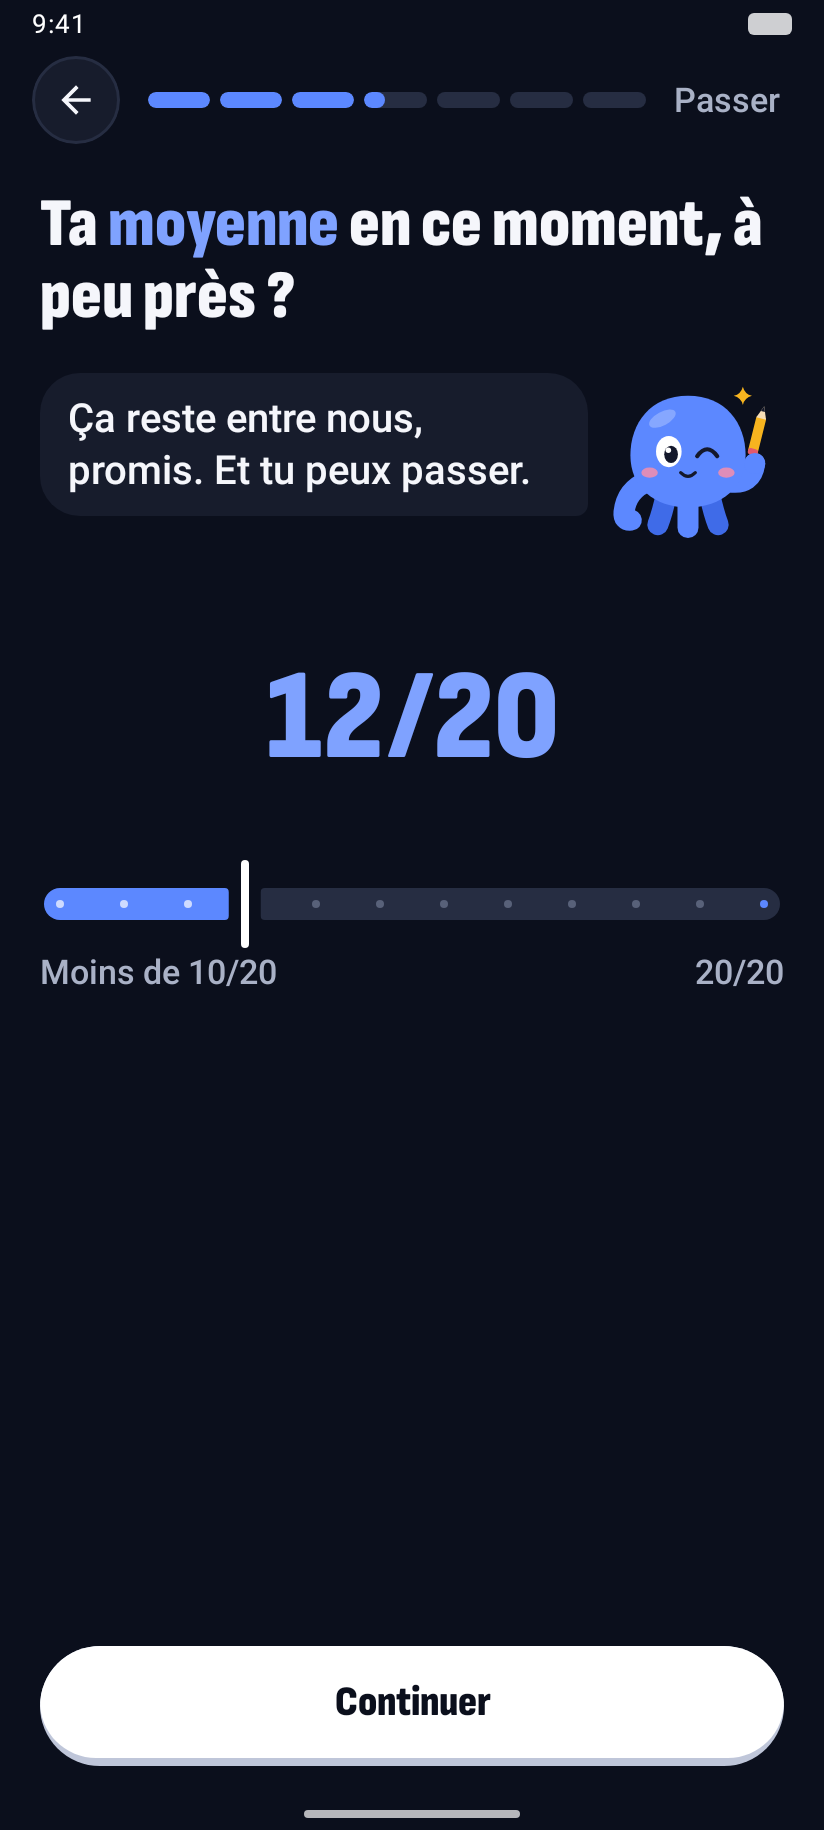 9:41
Passer
Ta moyenne en ce moment, à
peu près ?
Ça reste entre nous,
promis. Et tu peux passer.
12/20
Moins de 10/20
20/20
Continuer